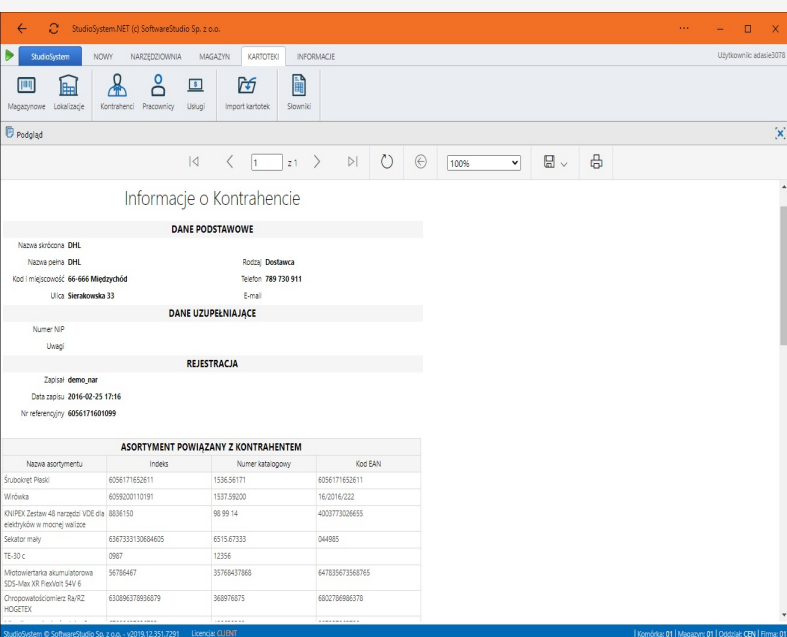 StudioSystem.NET (c) SoftwareStudio Sp. z o.o.
StudioSystem NOWY NARZĘDZIOWNIA MAGAZYN KARTOTEKI INFORMACJE Użytkownik: adasie3078
Magazynowe Lokalizacje Kontrahenci Pracownicy Usługi Import kartotek Słowniki
Podgląd
1 z 1 100%
Informacje o Kontrahencie
DANE PODSTAWOWE
Nazwa skrócona DHL
Nazwa pełna DHL Rodzaj Dostawca
Kod i miejscowość 66-666 Międzychód Telefon 789 730 911
Ulica Sierakowska 33 E-mail
DANE UZUPEŁNIAJĄCE
Numer NIP
Uwagi
REJESTRACJA
Zapisał demo_nar
Data zapisu 2016-02-25 17:16
Nr referencyjny 6056171601099
ASORTYMENT POWIĄZANY Z KONTRAHENTEM
Nazwa asortymentu Indeks Numer katalogowy Kod EAN
Śrubokręt Płaski 6056171652611 1536.56171 6056171652611
Wirówka 6059200110191 1537.59200 16/2016/222
KNIPEX Zestaw 48 narzędzi VDE dla 8836150 98 99 14 4003773026655
elektryków w mocnej walizce
Sekator mały 6367333130684605 6515.67333 044985
TE-30 c 0987 12356
Młotowiertarka akumulatorowa 56786467 35768437868 647835673568765
SDS-Max XR FlexVolt 54V 6
Chropowatościomierz Ra/RZ 630896378936879 368976875 6802786986378
HOGETEX
StudioSystem © SoftwareStudio Sp. z o.o. - v2019.12.351.7291 Licencja: CLIENT | Komórka: 01 | Magazyn: 01 | Oddział: CEN | Firma: 01